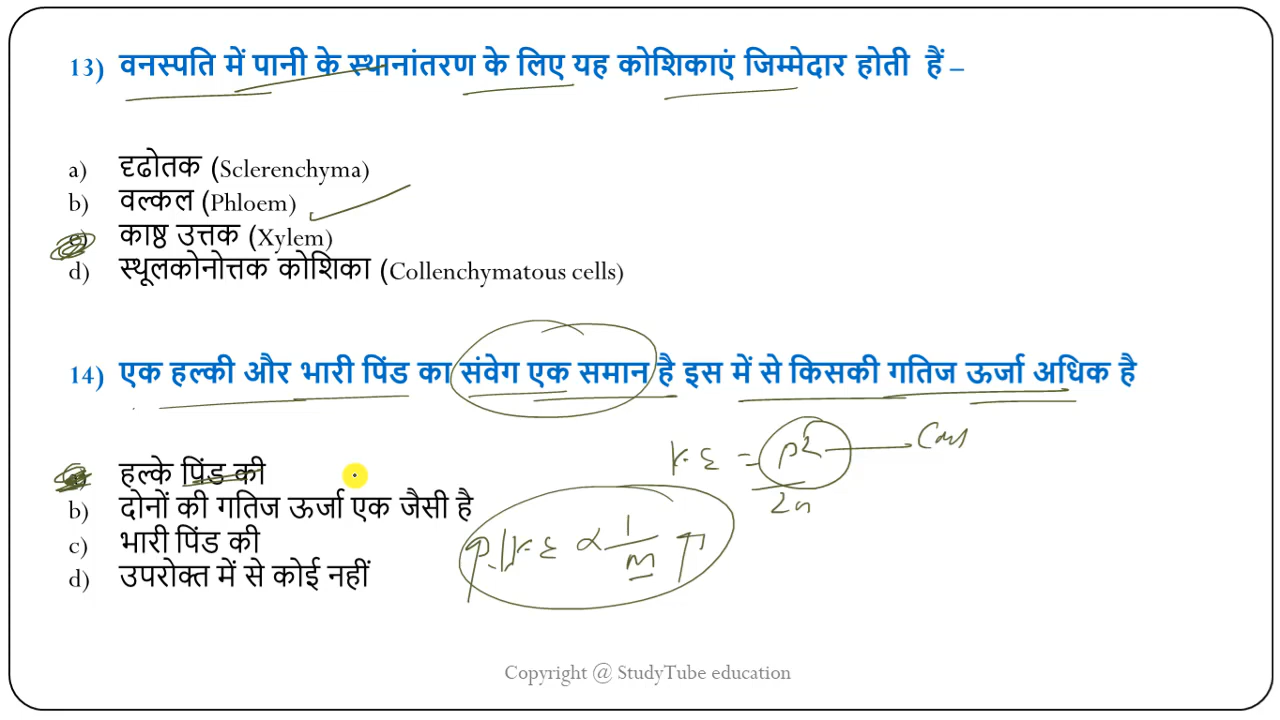 13) वनस्पति में पानी के स्थानांतरण के लिए यह कोशिकाएं जिम्मेदार होती हैं –
a) दृढोतक (Sclerenchyma)
b) वल्कल (Phloem)
c) काष्ठ उत्तक (Xylem)
d) स्थूलकोनोत्तक कोशिका (Collenchymatous cells)
14) एक हल्की और भारी पिंड का संवेग एक समान है इस में से किसकी गतिज ऊर्जा अधिक है
K.E = P²
2m
हल्के पिंड की
b) दोनों की गतिज ऊर्जा एक जैसी है
K.E ∝ 1/m
c) भारी पिंड की
d) उपरोक्त में से कोई नहीं
Copyright @ StudyTube education